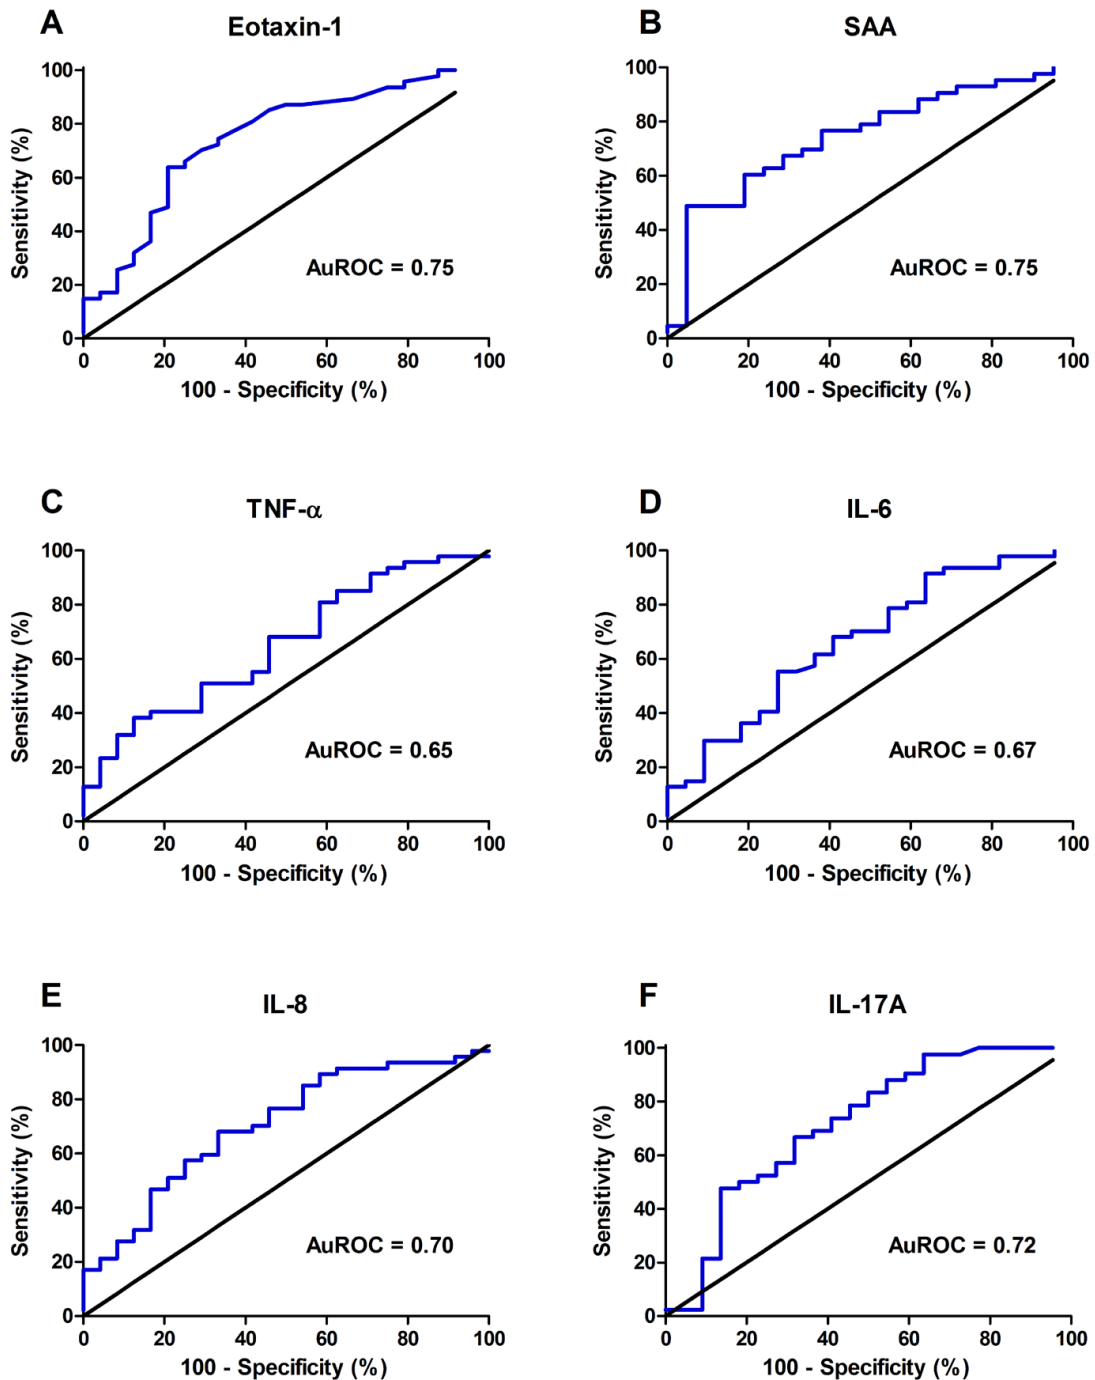 A
Eotaxin-1
100
80
60
40
20
0
Sensitivity (%)
AuROC = 0.75
0 20 40 60 80 100
100 - Specificity (%)
B
SAA
100
80
60
40
20
0
Sensitivity (%)
AuROC = 0.75
0 20 40 60 80 100
100 - Specificity (%)
C
TNF-α
100
80
60
40
20
0
Sensitivity (%)
AuROC = 0.65
0 20 40 60 80 100
100 - Specificity (%)
D
IL-6
100
80
60
40
20
0
Sensitivity (%)
AuROC = 0.67
0 20 40 60 80 100
100 - Specificity (%)
E
IL-8
100
80
60
40
20
0
Sensitivity (%)
AuROC = 0.70
0 20 40 60 80 100
100 - Specificity (%)
F
IL-17A
100
80
60
40
20
0
Sensitivity (%)
AuROC = 0.72
0 20 40 60 80 100
100 - Specificity (%)